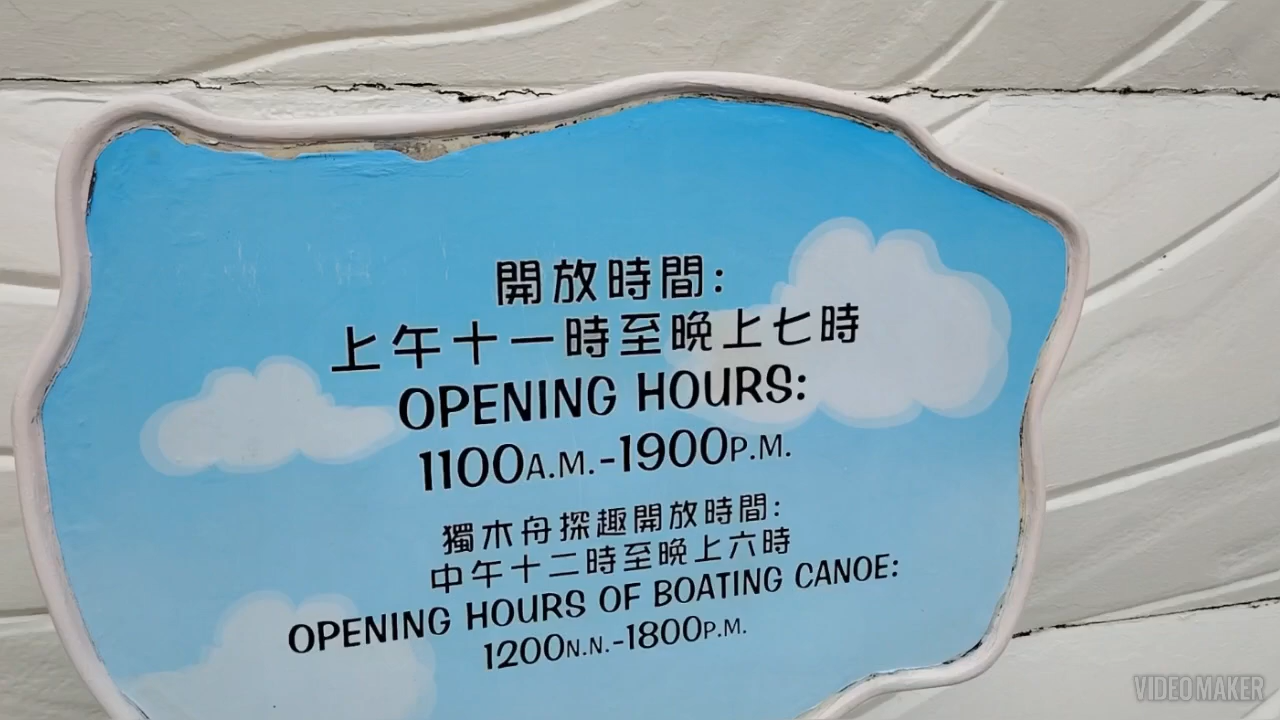 開放時間:
上午十一時至晚上七時
OPENING HOURS:
1100A.M.-1900P.M.
獨木舟探趣開放時間:
中午十二時至晚上六時
OPENING HOURS OF BOATING CANOE:
1200N.N.-1800P.M.
VIDEO MAKER